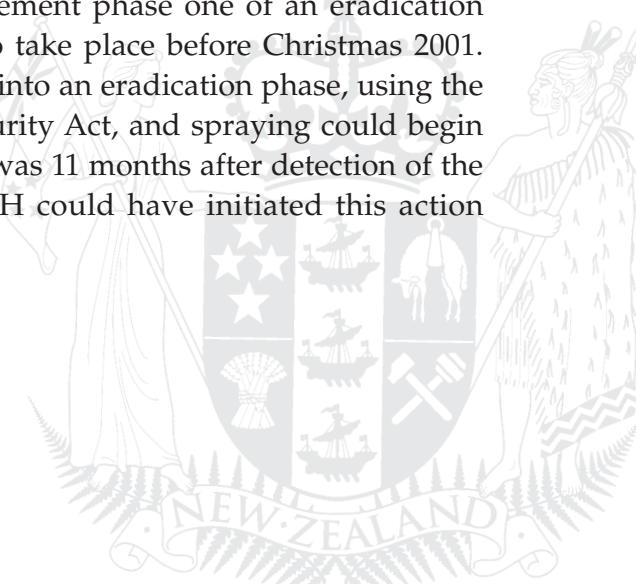 ement phase one of an eradication
take place before Christmas 2001.
into an eradication phase, using the
urity Act, and spraying could begin
was 11 months after detection of the
H could have initiated this action
NEW·ZEALAND